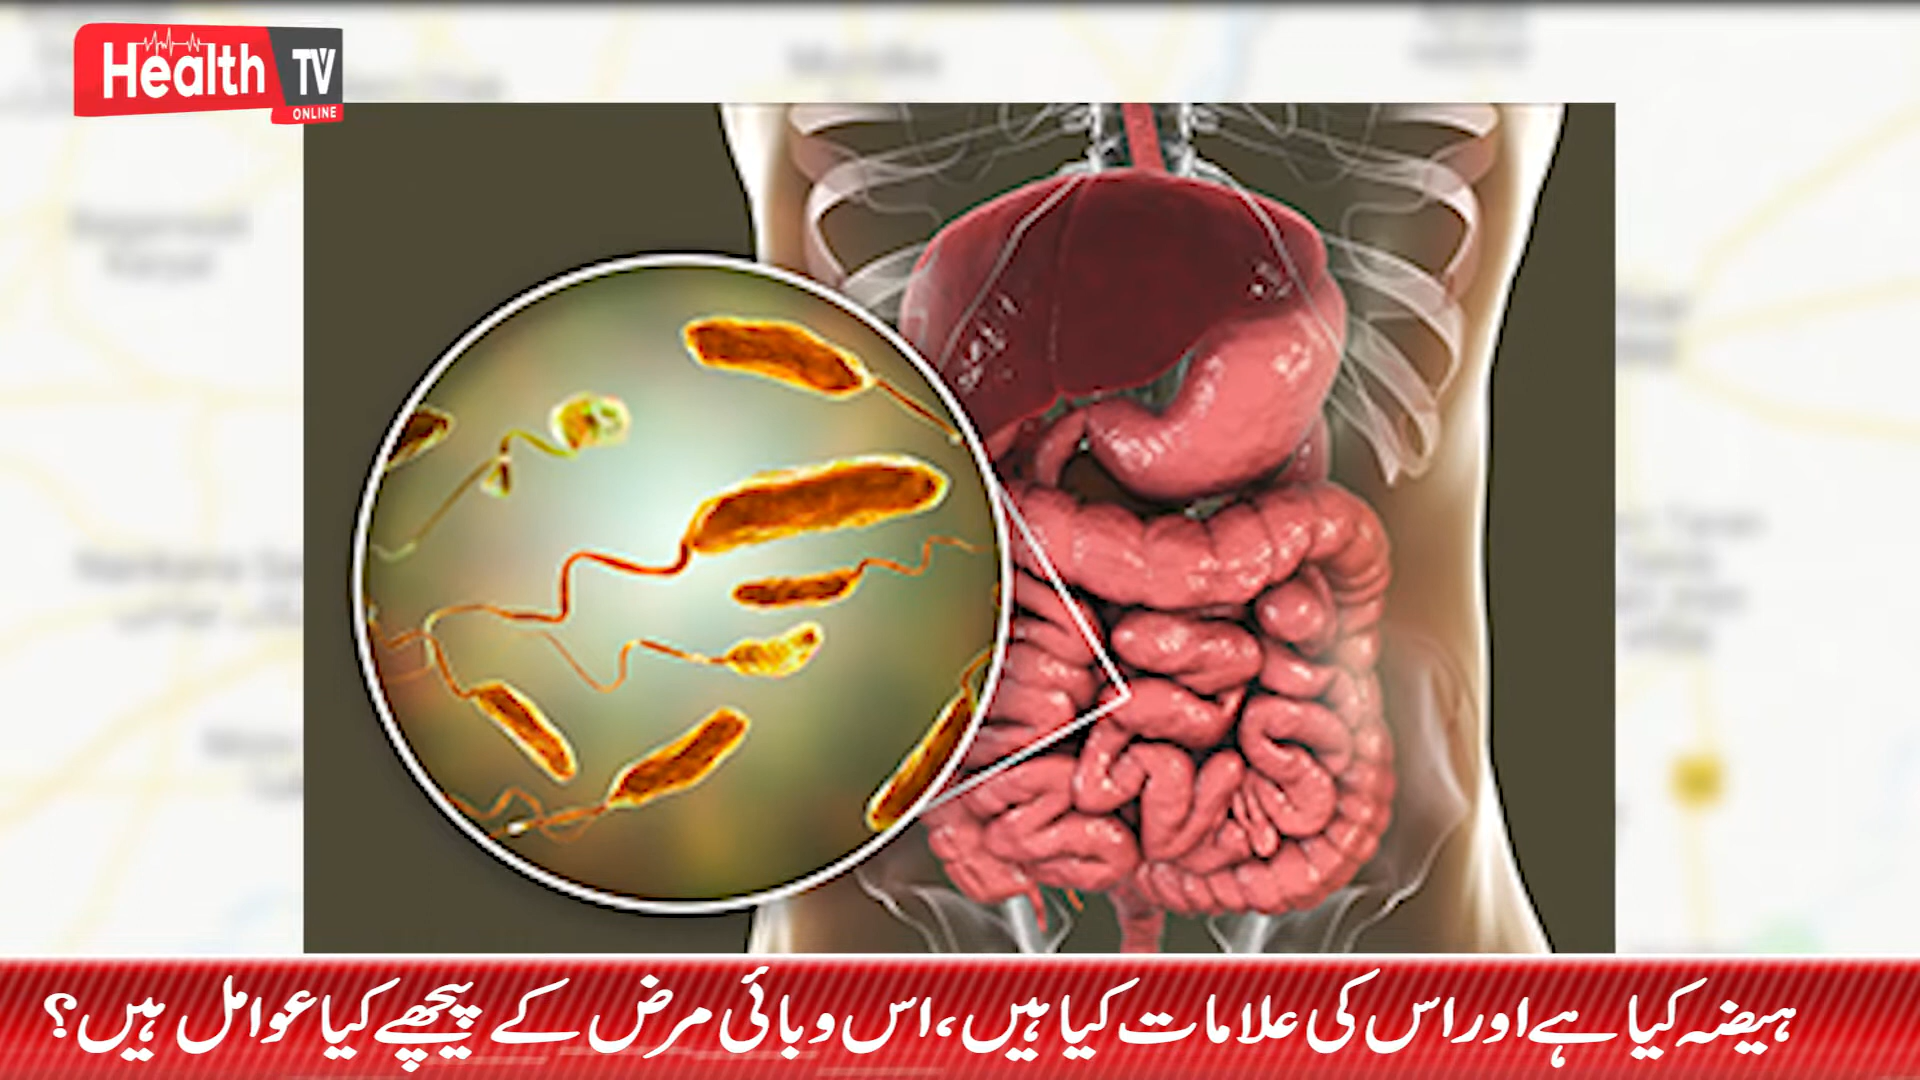 Health TV
ONLINE
ہیضہ کیا ہے اور اس کی علامات کیا ہیں، اس وبائی مرض کے پیچھے کیا عوامل ہیں؟